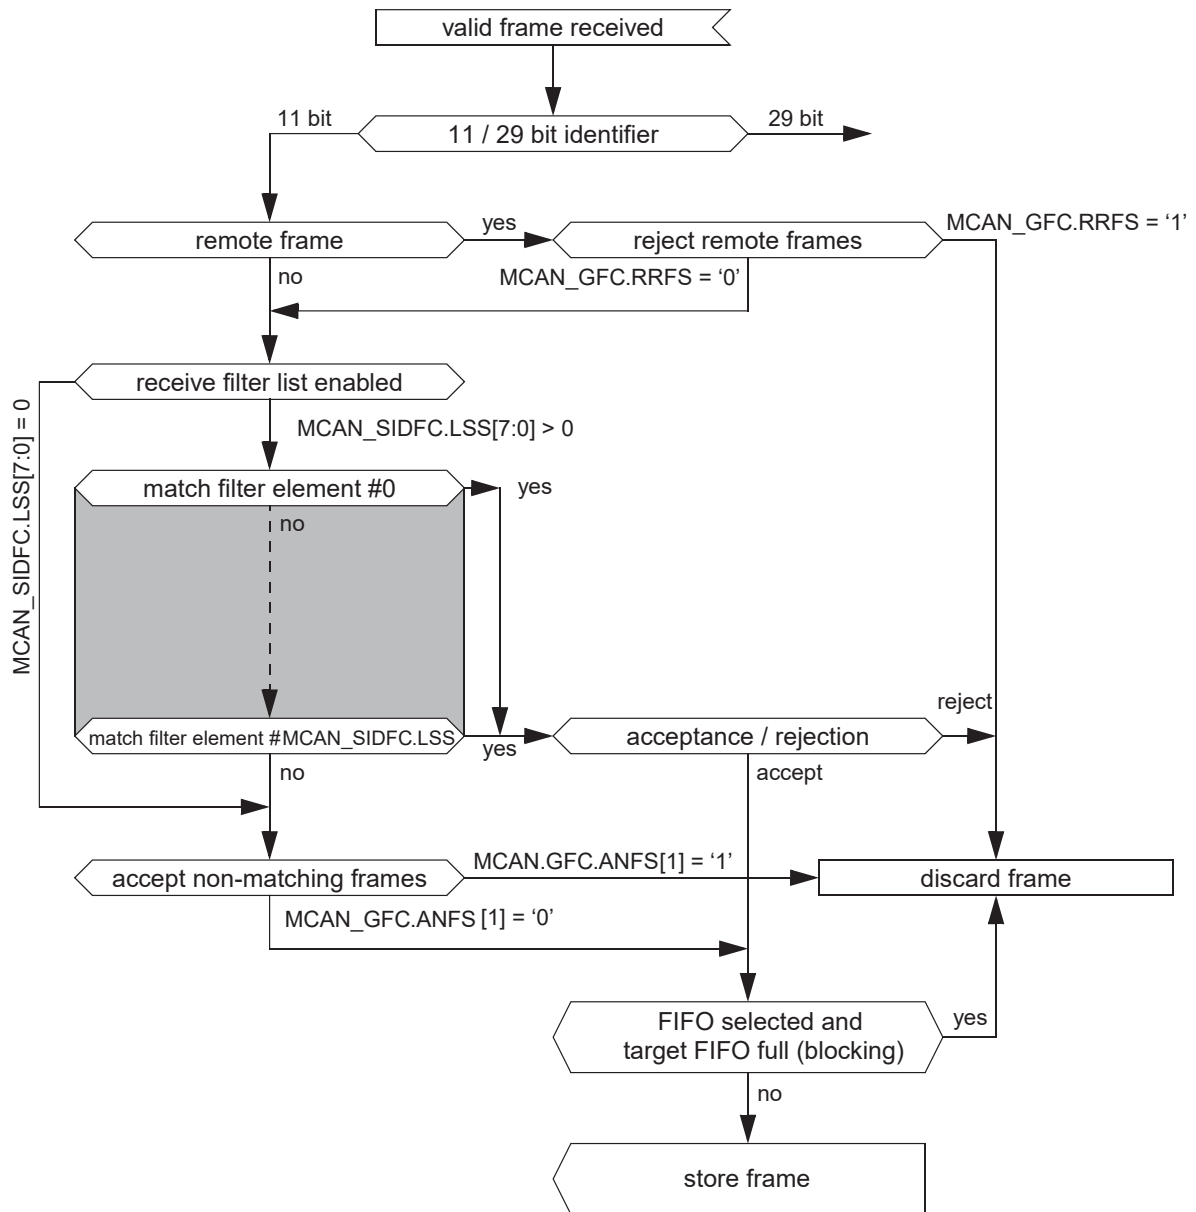 valid frame received
11 bit
11 / 29 bit identifier
29 bit
remote frame
yes
reject remote frames
MCAN_GFC.RRFS = '1'
no
MCAN_GFC.RRFS = ‘0’
receive filter list enabled
MCAN_SIDFC.LSS[7:0] = 0
MCAN_SIDFC.LSS[7:0] > 0
match filter element #0
yes
no
reject
match filter element #MCAN_SIDFC.LSS
yes
acceptance / rejection
no
accept
accept non-matching frames
MCAN.GFC.ANFS[1] = ‘1’
discard frame
MCAN_GFC.ANFS [1] = ‘0’
FIFO selected and
target FIFO full (blocking)
yes
no
store frame